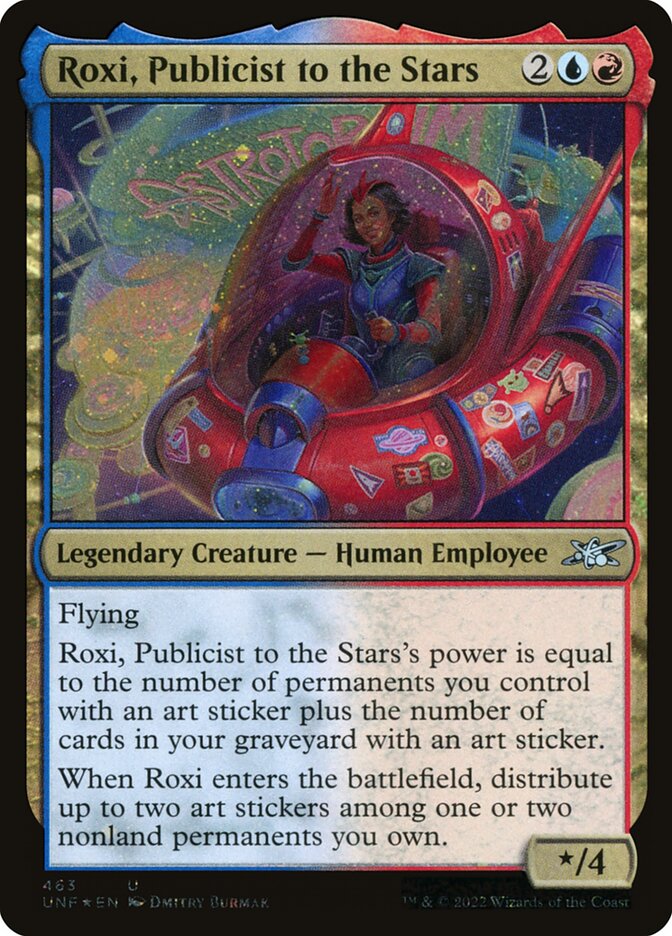 Roxi, Publicist to the Stars 2
ASTROTORIUM
Legendary Creature — Human Employee
Flying
Roxi, Publicist to the Stars's power is equal
to the number of permanents you control
with an art sticker plus the number of
cards in your graveyard with an art sticker.
When Roxi enters the battlefield, distribute
up to two art stickers among one or two
nonland permanents you own.
★/4
463 U
UNF★EN Dmitry Burmak
™ & © 2022 Wizards of the Coast